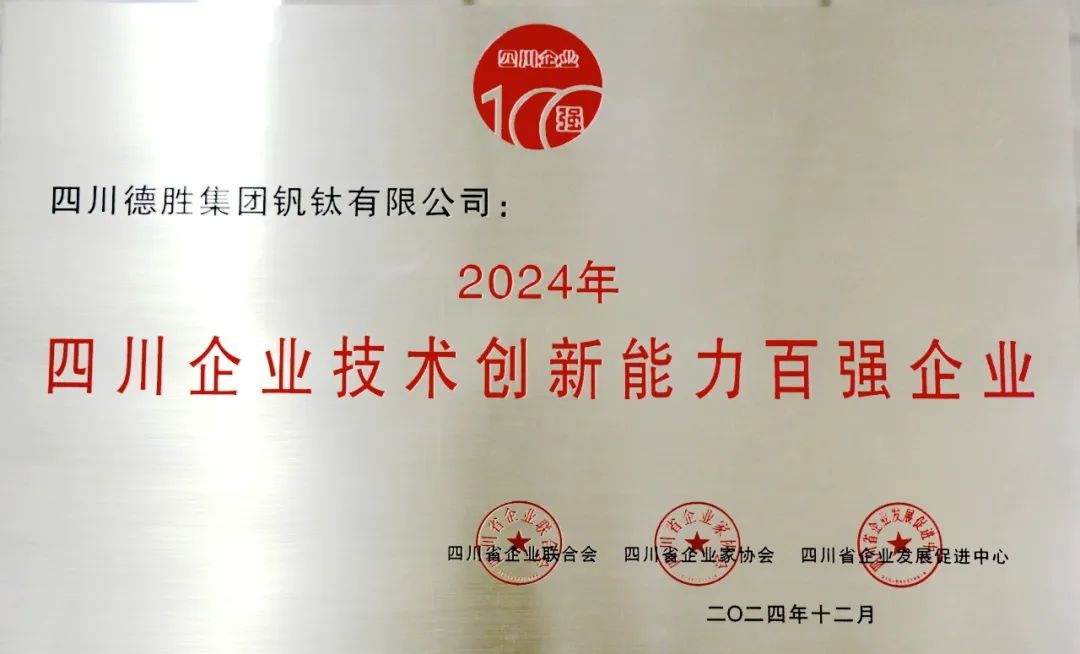 四川企业
100强
四川德胜集团钒钛有限公司：
2024年
四川企业技术创新能力百强企业
四川省企业联合会 四川省企业家协会 四川省企业发展促进中心
二〇二四年十二月